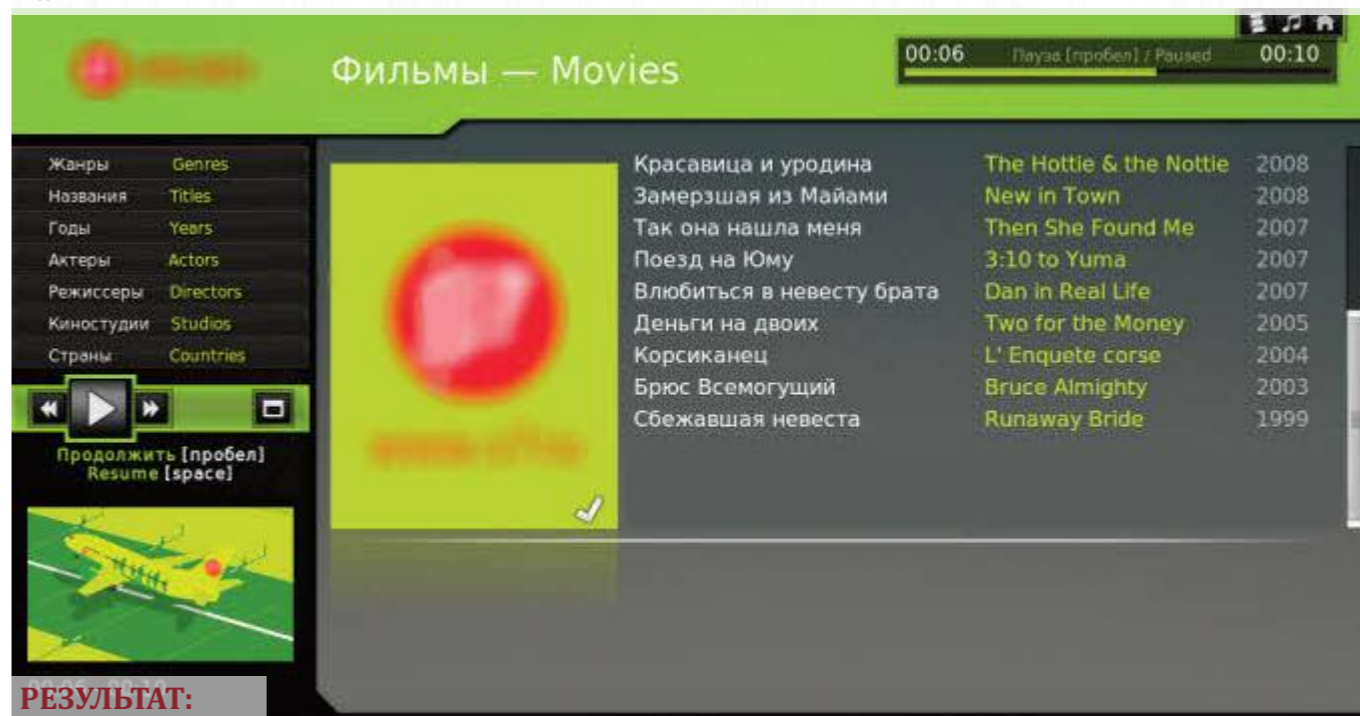 Фильмы — Movies
00:06 Пауза [пробел] / Paused 00:10
Жанры Genres
Названия Titles
Годы Years
Актеры Actors
Режиссеры Directors
Киностудии Studios
Страны Countries
Продолжить [пробел]
Resume [space]
Красавица и уродина The Hottie & the Nottie 2008
Замерзшая из Майами New in Town 2008
Так она нашла меня Then She Found Me 2007
Поезд на Юму 3:10 to Yuma 2007
Влюбиться в невесту брата Dan in Real Life 2007
Деньги на двоих Two for the Money 2005
Корсиканец L' Enquete corse 2004
Брюс Всемогущий Bruce Almighty 2003
Сбежавшая невеста Runaway Bride 1999
РЕЗУЛЬТАТ: